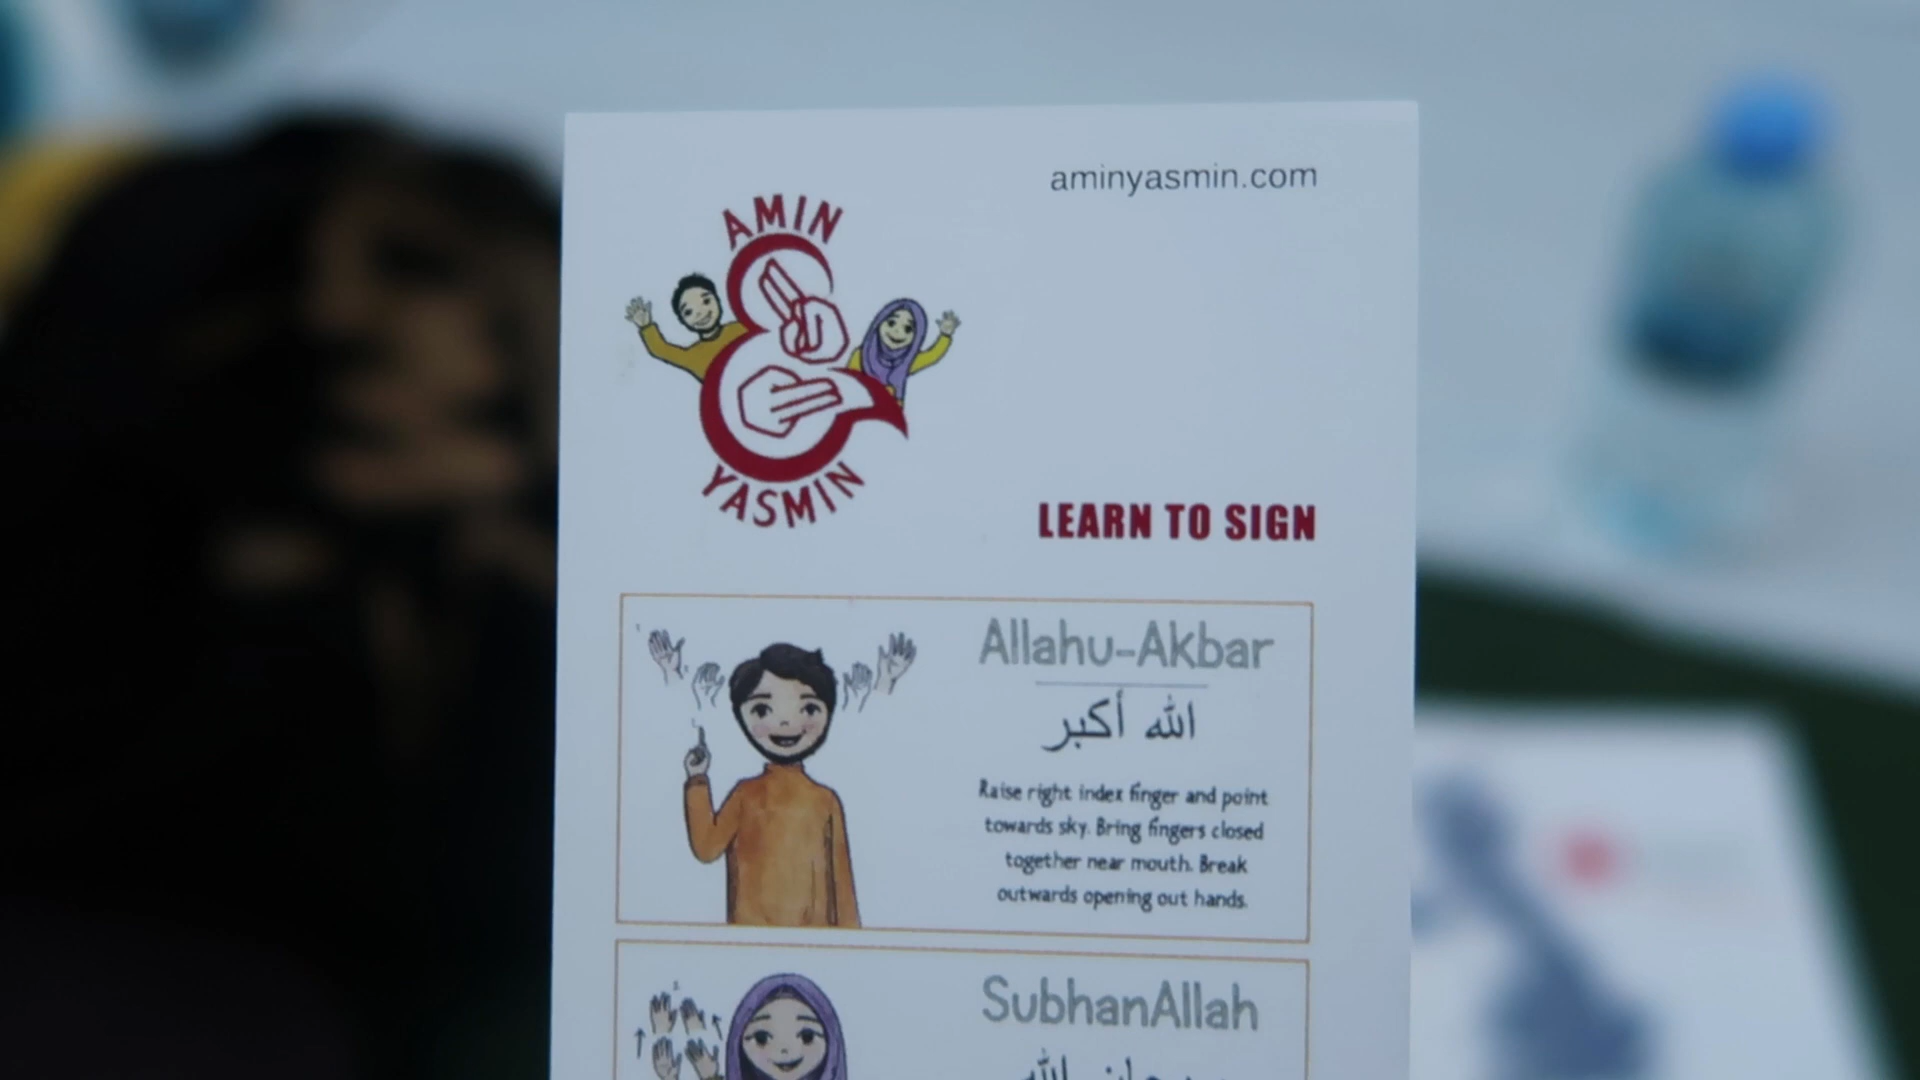 aminyasmin.com
AMIN
YASMIN
LEARN TO SIGN
Allahu-Akbar
الله أكبر
Raise right index finger and point
towards sky. Bring fingers closed
together near mouth. Break
outwards opening out hands.
SubhanAllah